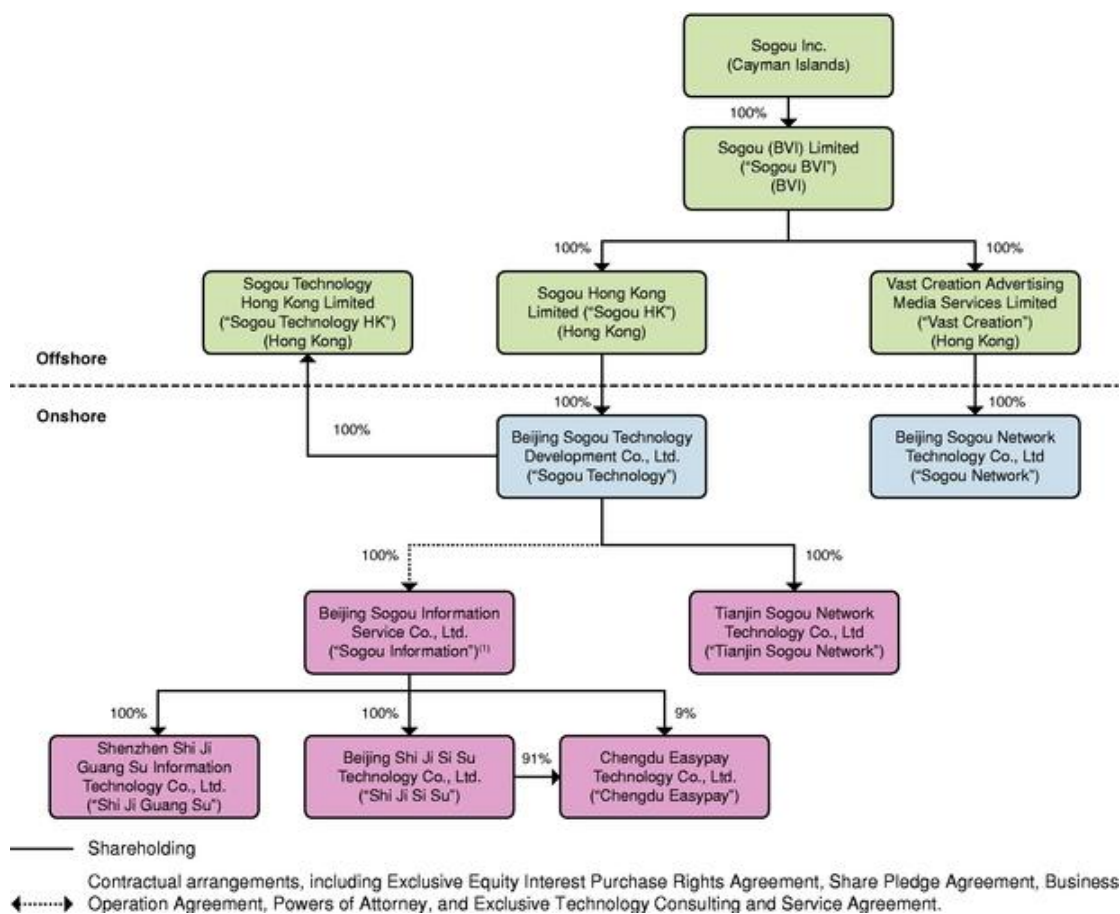 Sogou Inc.
(Cayman Islands)
100%
Sogou (BVI) Limited
(“Sogou BVI”)
(BVI)
100%
100%
Sogou Technology
Hong Kong Limited
(“Sogou Technology HK”)
(Hong Kong)
Sogou Hong Kong
Limited (“Sogou HK”)
(Hong Kong)
Vast Creation Advertising
Media Services Limited
(“Vast Creation”)
(Hong Kong)
Offshore
Onshore
100%
100%
100%
Beijing Sogou Technology
Development Co., Ltd.
(“Sogou Technology”)
Beijing Sogou Network
Technology Co., Ltd
(“Sogou Network”)
100%
100%
Beijing Sogou Information
Service Co., Ltd.
(“Sogou Information”)(1)
Tianjin Sogou Network
Technology Co., Ltd
(“Tianjin Sogou Network”)
100%
100%
9%
Shenzhen Shi Ji
Guang Su Information
Technology Co., Ltd.
(“Shi Ji Guang Su”)
Beijing Shi Ji Si Su
Technology Co., Ltd.
(“Shi Ji Si Su”)
91%
Chengdu Easypay
Technology Co., Ltd.
(“Chengdu Easypay”)
Shareholding
Contractual arrangements, including Exclusive Equity Interest Purchase Rights Agreement, Share Pledge Agreement, Business
Operation Agreement, Powers of Attorney, and Exclusive Technology Consulting and Service Agreement.